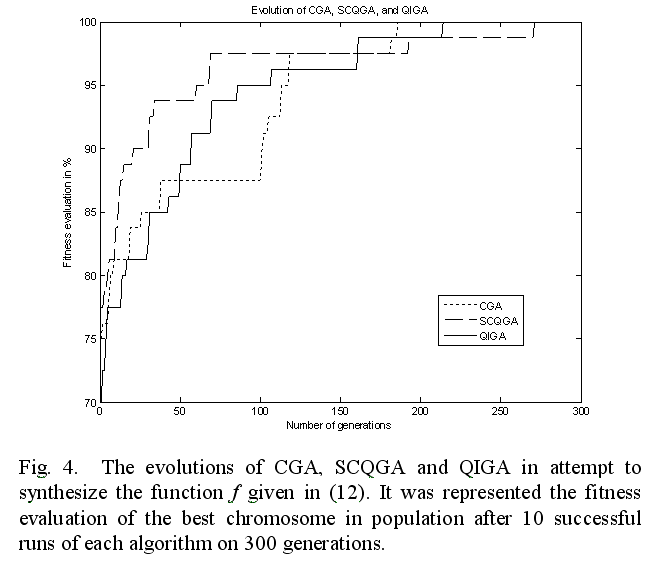 Evolution of CGA, SCQGA, and QIGA
100
95
90
85
80
75
70
Fitness evaluation in %
0
50
100
150
200
250
300
Number of generations
CGA
SCQGA
QIGA
Fig. 4. The evolutions of CGA, SCQGA and QIGA in attempt to
synthesize the function f given in (12). It was represented the fitness
evaluation of the best chromosome in population after 10 successful
runs of each algorithm on 300 generations.